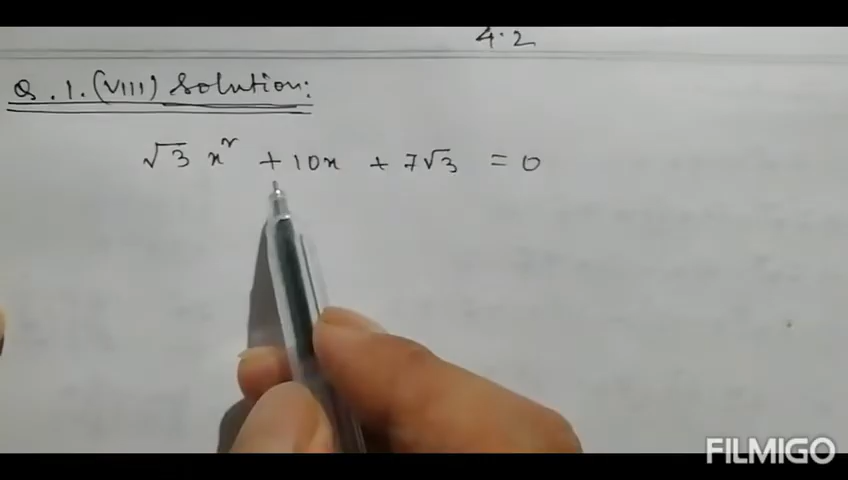 4.2
Q.1.(VIII) Solution:
√3 x² + 10x + 7√3 = 0
FILMIGO